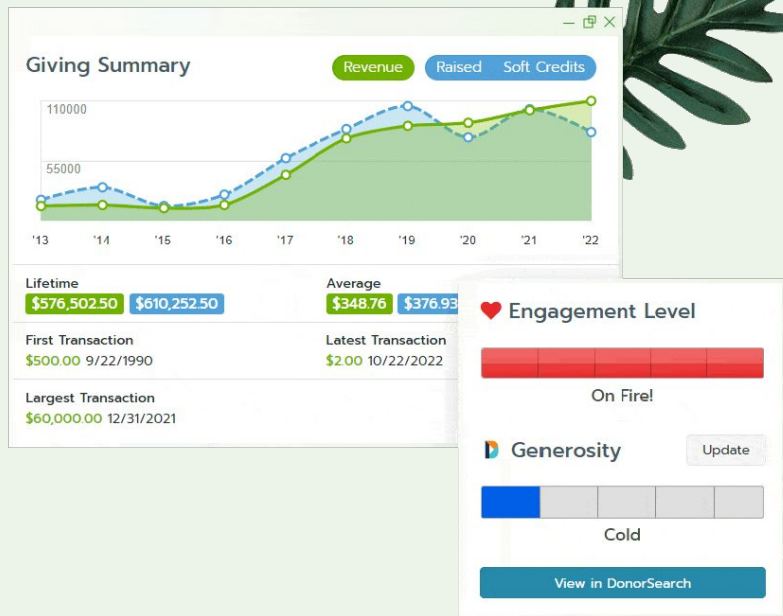 Giving Summary
Revenue Raised Soft Credits
110000
55000
'13 '14 '15 '16 '17 '18 '19 '20 '21 '22
Lifetime Average
$576,502.50 $610,252.50 $348.76 $376.93
First Transaction Latest Transaction
$500.00 9/22/1990 $2.00 10/22/2022
Largest Transaction
$60,000.00 12/31/2021
Engagement Level
On Fire!
Generosity Update
Cold
View in DonorSearch